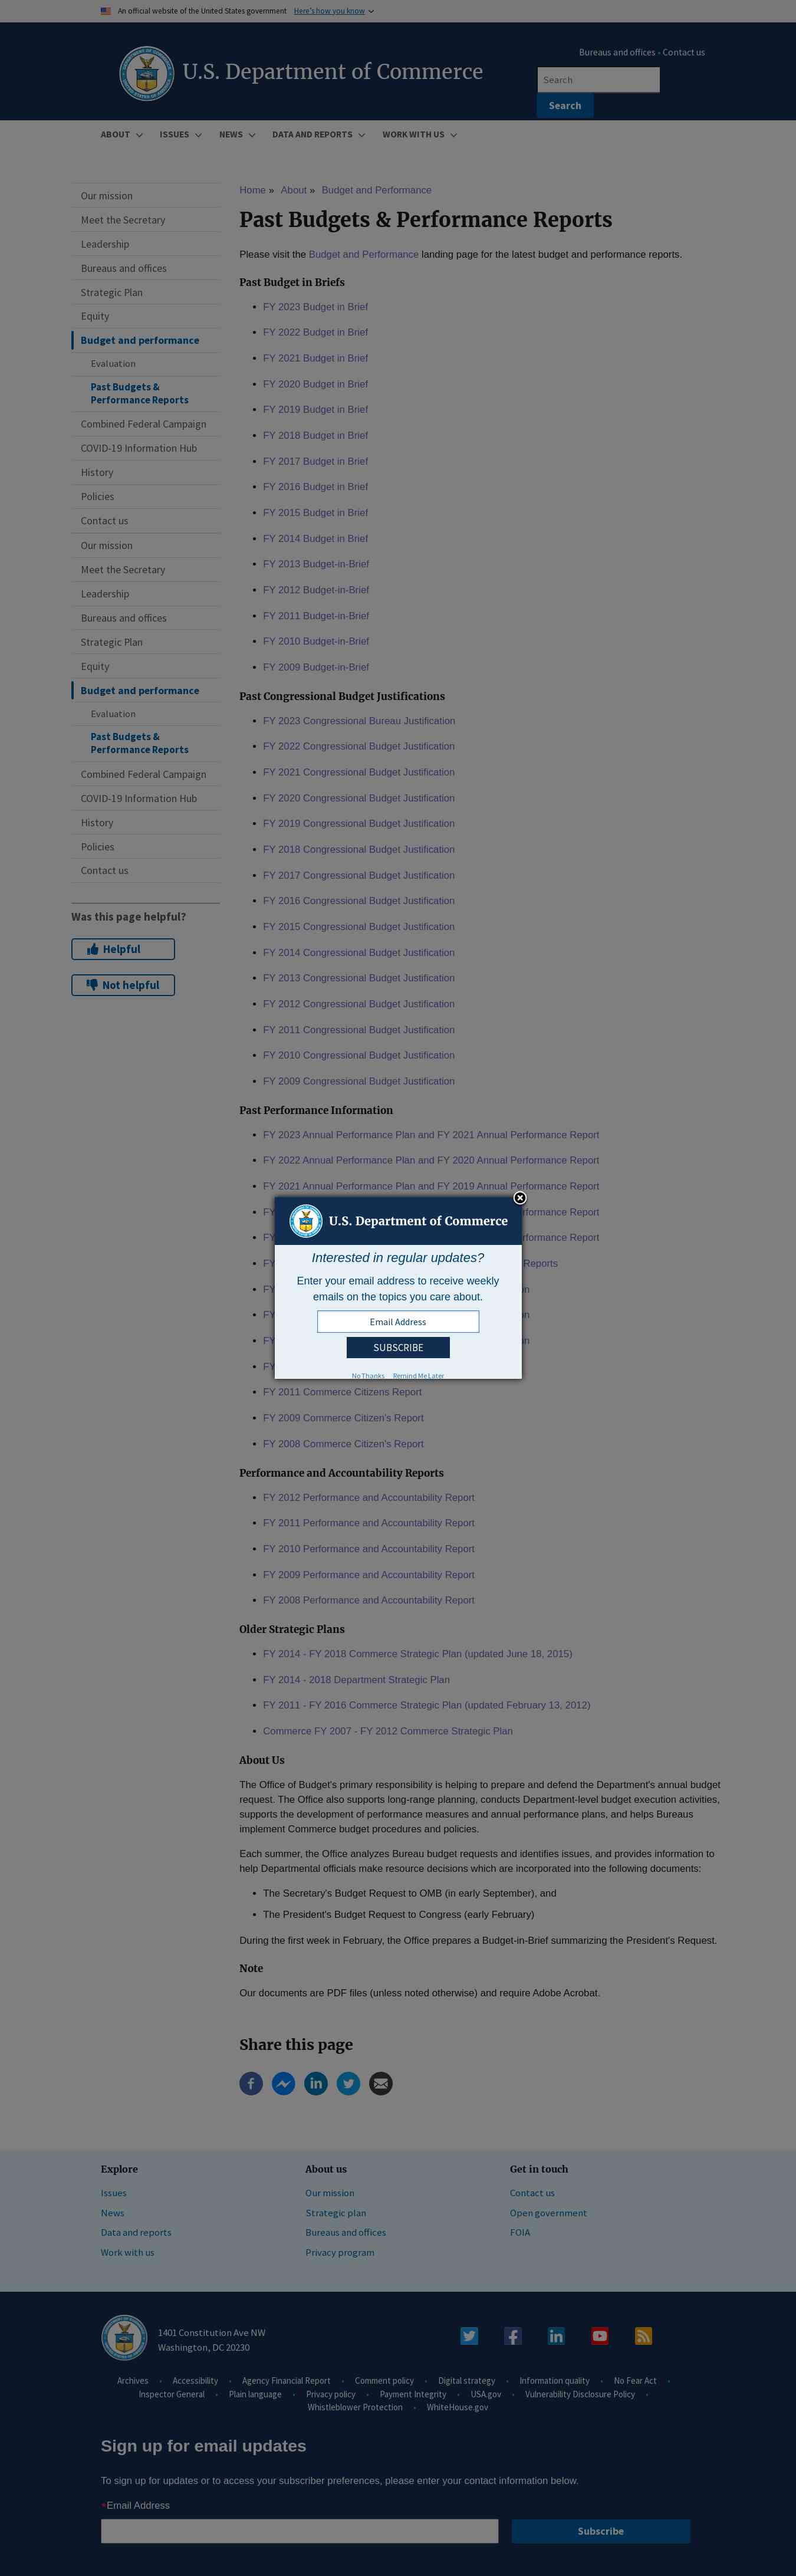 An official website of the United States government Here's how you know
Bureaus and offices - Contact us
U.S. Department of Commerce
Search
Search
ABOUT ISSUES NEWS DATA AND REPORTS WORK WITH US
Our mission
Meet the Secretary
Leadership
Bureaus and offices
Strategic Plan
Equity
Budget and performance
Evaluation
Past Budgets &
Performance Reports
Combined Federal Campaign
COVID-19 Information Hub
History
Policies
Contact us
Our mission
Meet the Secretary
Leadership
Bureaus and offices
Strategic Plan
Equity
Budget and performance
Evaluation
Past Budgets &
Performance Reports
Combined Federal Campaign
COVID-19 Information Hub
History
Policies
Contact us
Was this page helpful?
Helpful
Not helpful
Home » About » Budget and Performance
Past Budgets & Performance Reports
Please visit the Budget and Performance landing page for the latest budget and performance reports.
Past Budget in Briefs
FY 2023 Budget in Brief
FY 2022 Budget in Brief
FY 2021 Budget in Brief
FY 2020 Budget in Brief
FY 2019 Budget in Brief
FY 2018 Budget in Brief
FY 2017 Budget in Brief
FY 2016 Budget in Brief
FY 2015 Budget in Brief
FY 2014 Budget in Brief
FY 2013 Budget-in-Brief
FY 2012 Budget-in-Brief
FY 2011 Budget-in-Brief
FY 2010 Budget-in-Brief
FY 2009 Budget-in-Brief
Past Congressional Budget Justifications
FY 2023 Congressional Bureau Justification
FY 2022 Congressional Budget Justification
FY 2021 Congressional Budget Justification
FY 2020 Congressional Budget Justification
FY 2019 Congressional Budget Justification
FY 2018 Congressional Budget Justification
FY 2017 Congressional Budget Justification
FY 2016 Congressional Budget Justification
FY 2015 Congressional Budget Justification
FY 2014 Congressional Budget Justification
FY 2013 Congressional Budget Justification
FY 2012 Congressional Budget Justification
FY 2011 Congressional Budget Justification
FY 2010 Congressional Budget Justification
FY 2009 Congressional Budget Justification
Past Performance Information
FY 2023 Annual Performance Plan and FY 2021 Annual Performance Report
FY 2022 Annual Performance Plan and FY 2020 Annual Performance Report
FY 2021 Annual Performance Plan and FY 2019 Annual Performance Report
U.S. Department of Commerce
Interested in regular updates?
Enter your email address to receive weekly
emails on the topics you care about.
Email Address
SUBSCRIBE
No Thanks Remind Me Later
FY 2011 Commerce Citizens Report
FY 2009 Commerce Citizen's Report
FY 2008 Commerce Citizen's Report
Performance and Accountability Reports
FY 2012 Performance and Accountability Report
FY 2011 Performance and Accountability Report
FY 2010 Performance and Accountability Report
FY 2009 Performance and Accountability Report
FY 2008 Performance and Accountability Report
Older Strategic Plans
FY 2014 - FY 2018 Commerce Strategic Plan (updated June 18, 2015)
FY 2014 - 2018 Department Strategic Plan
FY 2011 - FY 2016 Commerce Strategic Plan (updated February 13, 2012)
Commerce FY 2007 - FY 2012 Commerce Strategic Plan
About Us
The Office of Budget's primary responsibility is helping to prepare and defend the Department's annual budget
request. The Office also supports long-range planning, conducts Department-level budget execution activities,
supports the development of performance measures and annual performance plans, and helps Bureaus
implement Commerce budget procedures and policies.
Each summer, the Office analyzes Bureau budget requests and identifies issues, and provides information to
help Departmental officials make resource decisions which are incorporated into the following documents:
The Secretary's Budget Request to OMB (in early September), and
The President's Budget Request to Congress (early February)
During the first week in February, the Office prepares a Budget-in-Brief summarizing the President's Request.
Note
Our documents are PDF files (unless noted otherwise) and require Adobe Acrobat.
Share this page
Explore
Issues
News
Data and reports
Work with us
About us
Our mission
Strategic plan
Bureaus and offices
Privacy program
Get in touch
Contact us
Open government
FOIA
1401 Constitution Ave NW
Washington, DC 20230
Archives - Accessibility - Agency Financial Report - Comment policy - Digital strategy - Information quality - No Fear Act -
Inspector General - Plain language - Privacy policy - Payment Integrity - USA.gov - Vulnerability Disclosure Policy -
Whistleblower Protection - WhiteHouse.gov
Sign up for email updates
To sign up for updates or to access your subscriber preferences, please enter your contact information below.
*Email Address
Subscribe